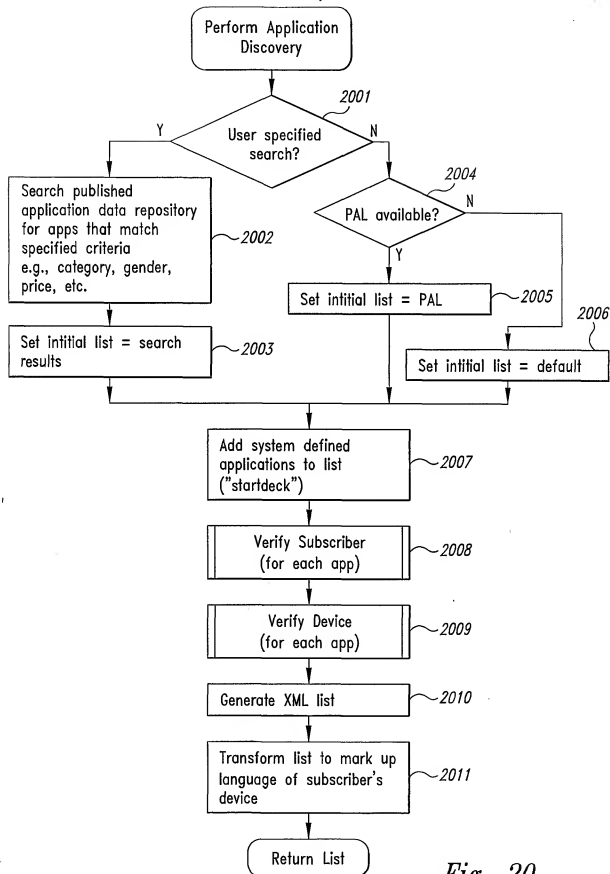 Perform Application
Discovery
2001
Y
User specified
search?
N
2004
Search published
application data repository
for apps that match
specified criteria
e.g., category, gender,
price, etc.
2002
PAL available?
N
Y
Set intitial list = PAL
2005
2006
Set intitial list = search
results
2003
Set intitial list = default
Add system defined
applications to list
("startdeck")
2007
Verify Subscriber
(for each app)
2008
Verify Device
(for each app)
2009
Generate XML list
2010
Transform list to mark up
language of subscriber's
device
2011
Return List
Fig. 20